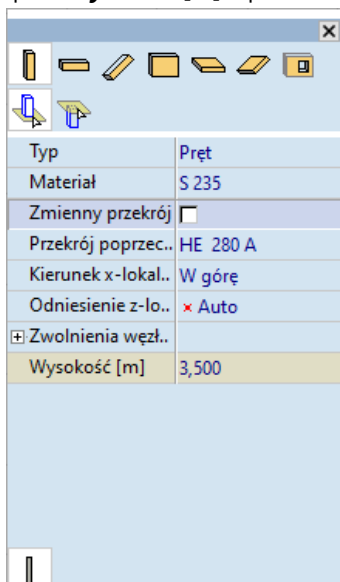 Typ Pręt
Materiał S 235
Zmienny przekrój
Przekrój poprzec.. HE 280 A
Kierunek x-lokal.. W górę
Odniesienie z-lo.. Auto
Zwolnienia węzł..
Wysokość [m] 3,500